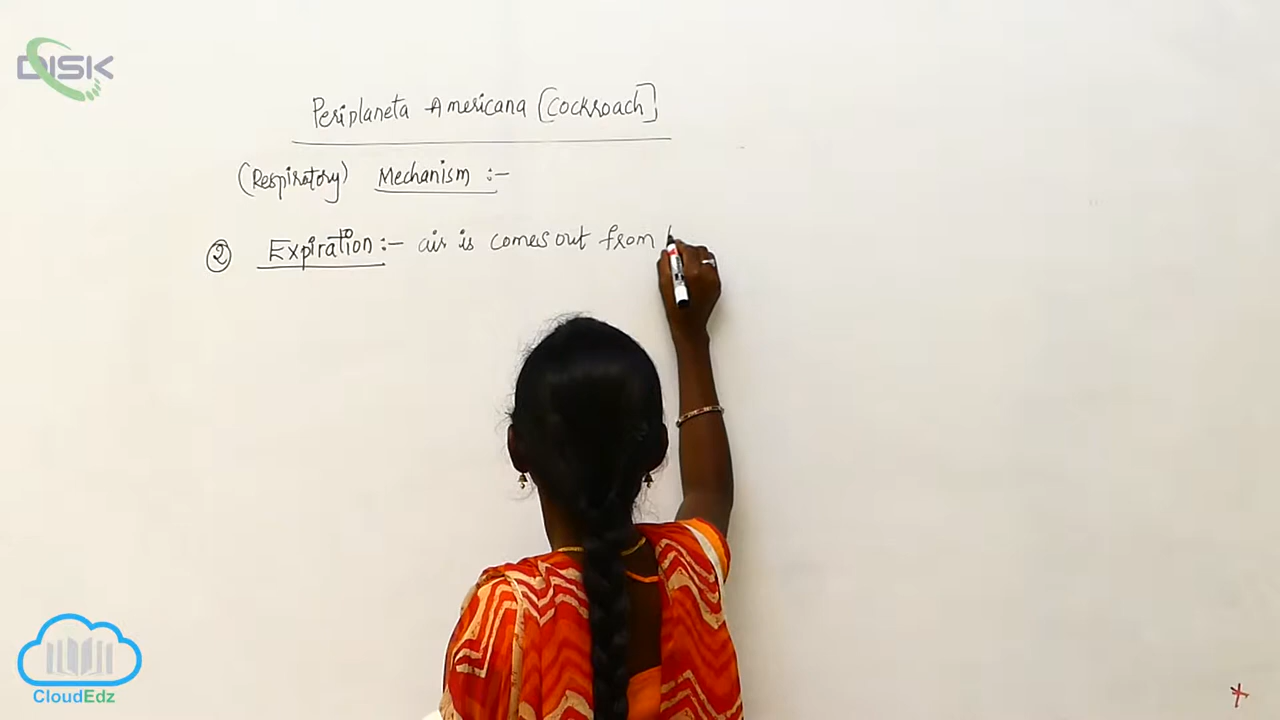 DISK
Periplaneta Americana [Cockroach]
(Respiratory) Mechanism :-
② Expiration :- air is comes out from
CloudEdz